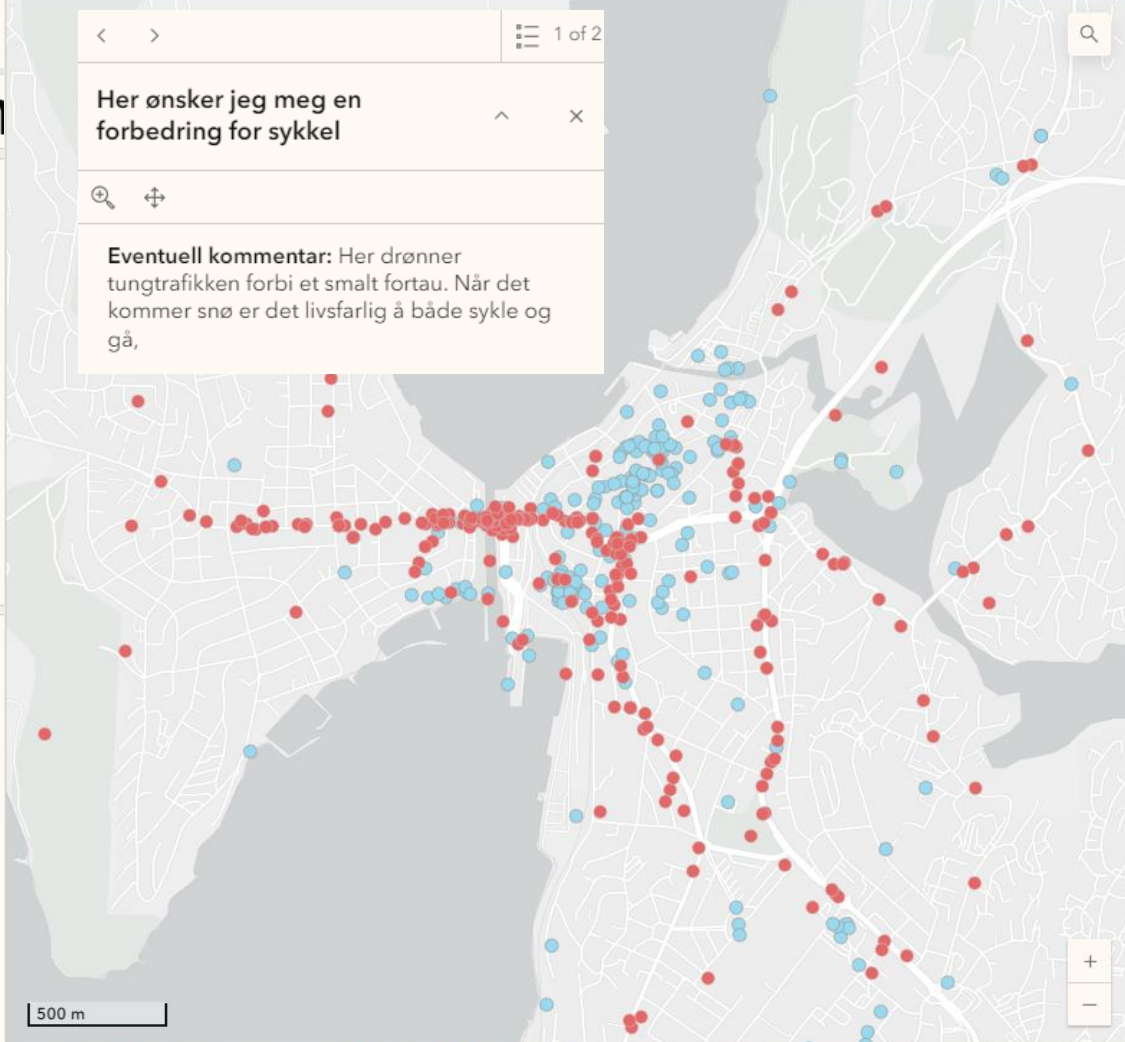 1 of 2
Her ønsker jeg meg en
forbedring for sykkel
Eventuell kommentar: Her drønner
tungtrafikken forbi et smalt fortau. Når det
kommer snø er det livsfarlig å både sykle og
gå,
500 m